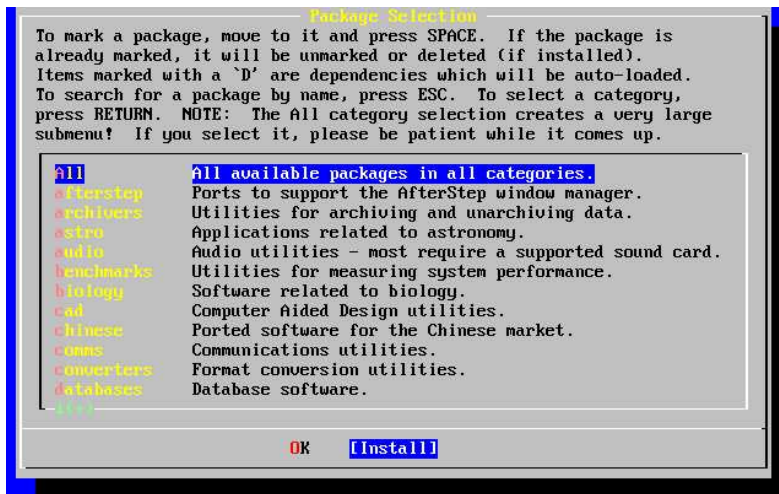 Package Selection
To mark a package, move to it and press SPACE.  If the package is
already marked, it will be unmarked or deleted (if installed).
Items marked with a `D' are dependencies which will be auto-loaded.
To search for a package by name, press ESC.  To select a category,
press RETURN.  NOTE:  The All category selection creates a very large
submenu!  If you select it, please be patient while it comes up.
All All available packages in all categories.
afterstep Ports to support the AfterStep window manager.
archivers Utilities for archiving and unarchiving data.
astro Applications related to astronomy.
audio Audio utilities - most require a supported sound card.
benchmarks Utilities for measuring system performance.
biology Software related to biology.
cad Computer Aided Design utilities.
chinese Ported software for the Chinese market.
comms Communications utilities.
converters Format conversion utilities.
databases Database software.
↓(+)
OK [Install]